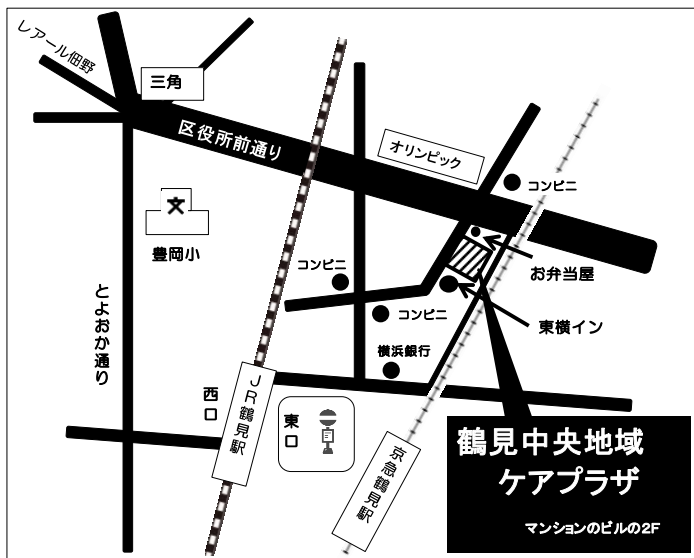 レアール佃野
三角
区役所前通り
オリンピック
コンビニ
文
豊岡小
お弁当屋
コンビニ
コンビニ
東横イン
とよおか通り
横浜銀行
西口
JR鶴見駅
東口
京急鶴見駅
鶴見中央地域
ケアプラザ
マンションのビルの2F